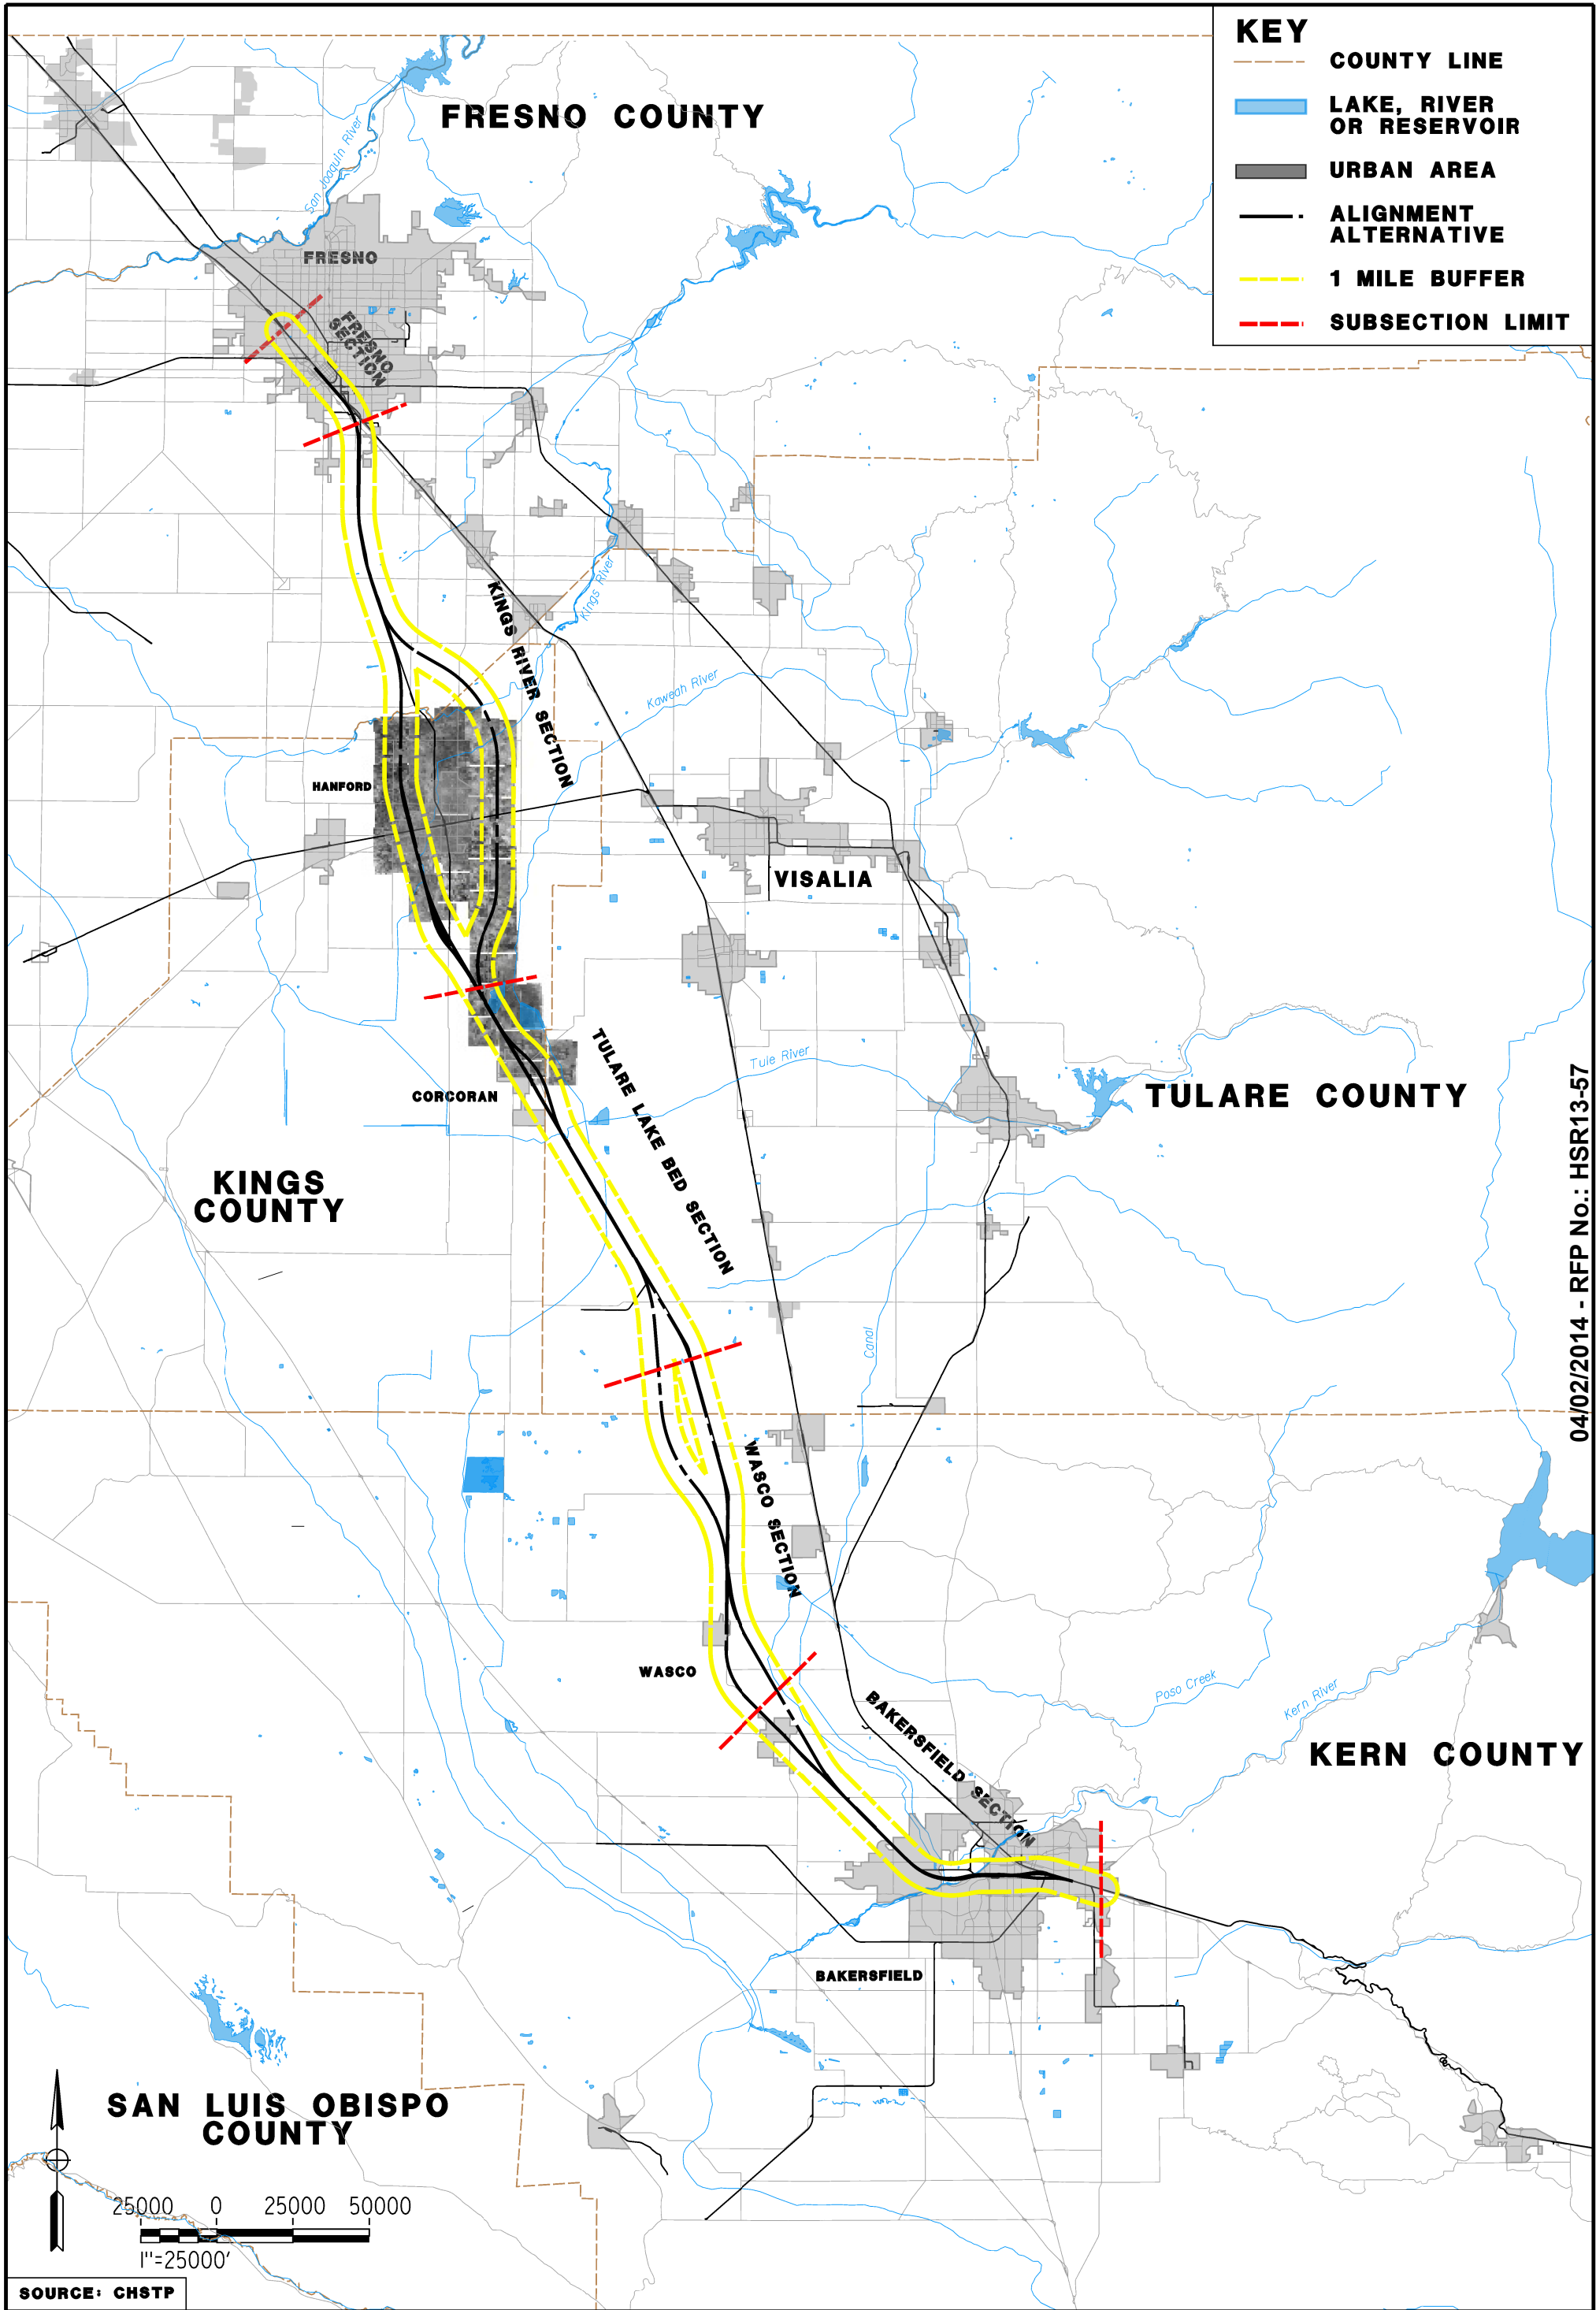 KEY
COUNTY LINE
LAKE, RIVER
OR RESERVOIR
URBAN AREA
ALIGNMENT
ALTERNATIVE
1 MILE BUFFER
SUBSECTION LIMIT
FRESNO COUNTY
San Joaquin River
FRESNO
FRESNO
SECTION
KINGS RIVER SECTION
Kings River
Kaweah River
HANFORD
VISALIA
TULARE LAKE BED SECTION
Tule River
TULARE COUNTY
CORCORAN
KINGS
COUNTY
Canal
WASCO SECTION
WASCO
Poso Creek
Kern River
BAKERSFIELD SECTION
KERN COUNTY
BAKERSFIELD
SAN LUIS OBISPO
COUNTY
25000 0 25000 50000
1"=25000'
SOURCE: CHSTP
04/02/2014 - RFP No.: HSR13-57